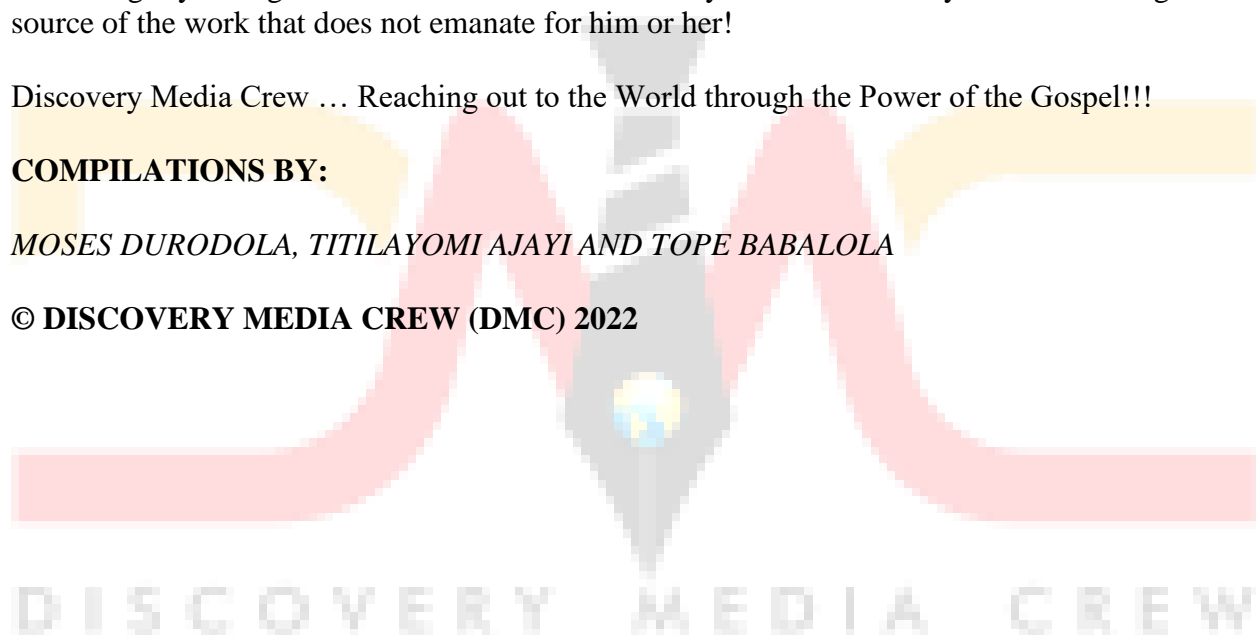 source of the work that does not emanate for him or her!
Discovery Media Crew … Reaching out to the World through the Power of the Gospel!!!
COMPILATIONS BY:
MOSES DURODOLA, TITILAYOMI AJAYI AND TOPE BABALOLA
© DISCOVERY MEDIA CREW (DMC) 2022
DISCOVERY MEDIA CREW